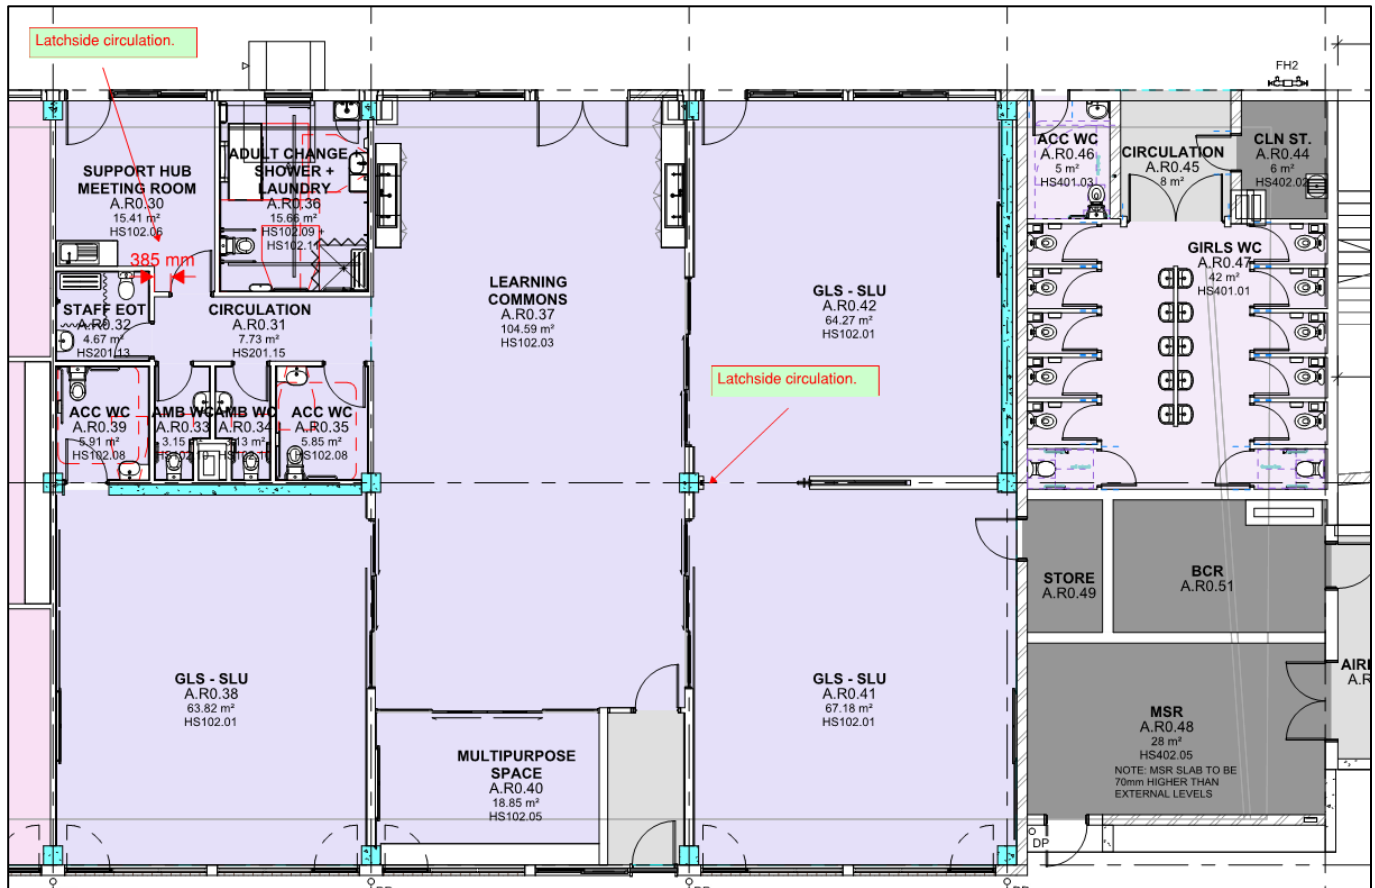 Latchside circulation.
FH2
SUPPORT HUB
MEETING ROOM
A.R0.30
15.41 m²
HS102.06
ADULT CHANGE +
SHOWER +
LAUNDRY
A.R0.36
15.66 m²
HS102.09 +
HS102.11
385 mm
STAFF EOT
A.R0.32
4.67 m²
HS201.13
CIRCULATION
A.R0.31
7.73 m²
HS201.15
LEARNING
COMMONS
A.R0.37
104.59 m²
HS102.03
GLS - SLU
A.R0.42
64.27 m²
HS102.01
ACC WC
A.R0.46
5 m²
HS401.03
CIRCULATION
A.R0.45
8 m²
CLN ST.
A.R0.44
6 m²
HS402.02
GIRLS WC
A.R0.47
42 m²
HS401.01
Latchside circulation.
ACC WC
A.R0.39
5.91 m²
HS102.08
AMB WC
A.R0.33
3.15
AMB WC
A.R0.34
3.13 m²
ACC WC
A.R0.35
5.85 m²
HS102.08
STORE
A.R0.49
BCR
A.R0.51
GLS - SLU
A.R0.38
63.82 m²
HS102.01
MULTIPURPOSE
SPACE
A.R0.40
18.85 m²
HS102.05
GLS - SLU
A.R0.41
67.18 m²
HS102.01
MSR
A.R0.48
28 m²
HS402.05
NOTE: MSR SLAB TO BE
70mm HIGHER THAN
EXTERNAL LEVELS
DP